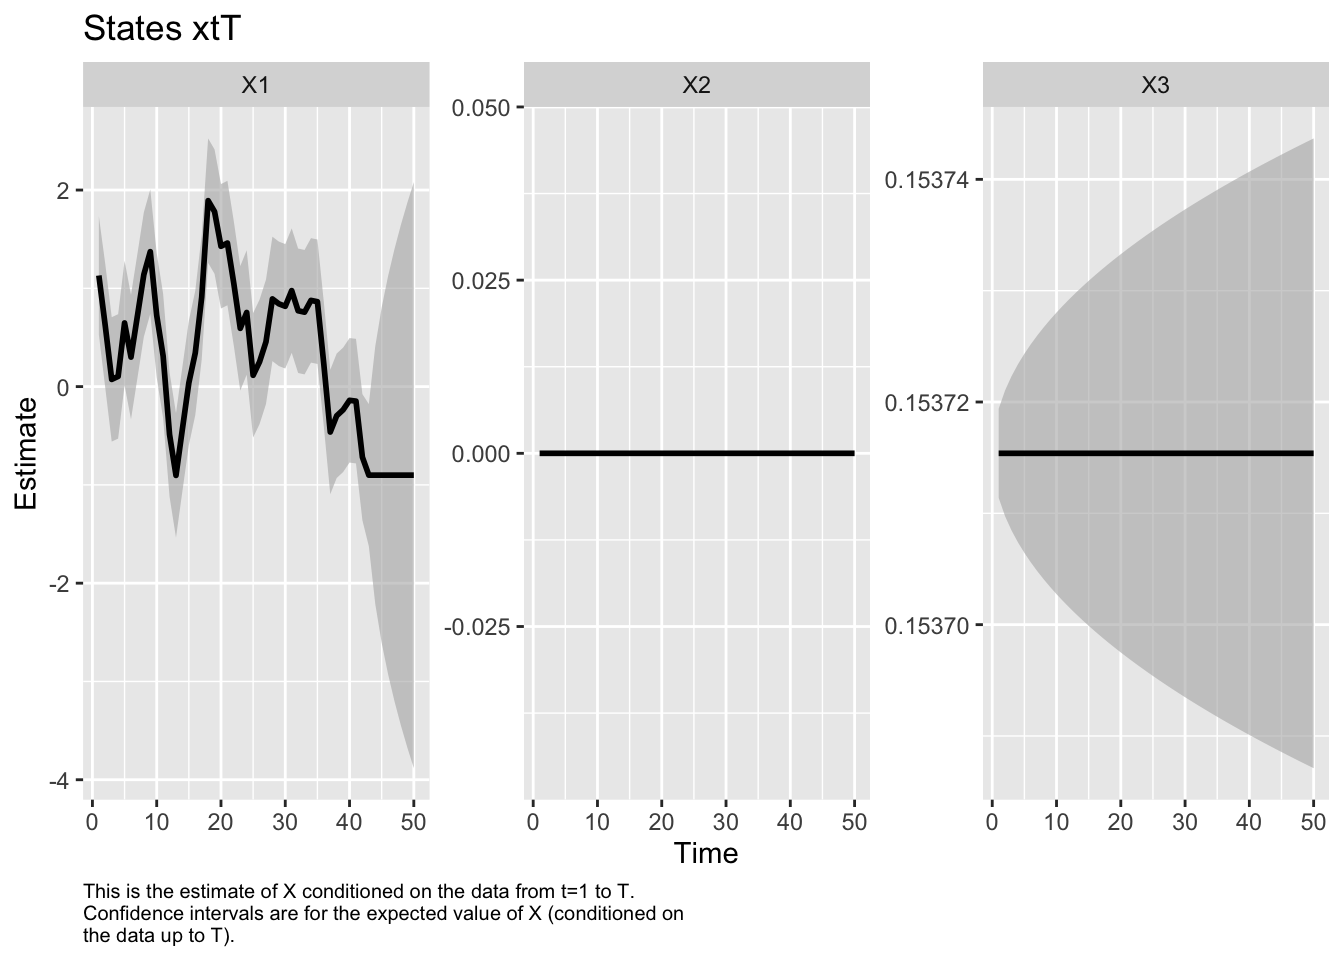 States xtT
X1
X2
X3
Estimate
2
0
-2
-4
0.050
0.025
0.000
-0.025
0.15374
0.15372
0.15370
0 10 20 30 40 50
0 10 20 30 40 50
0 10 20 30 40 50
Time
This is the estimate of X conditioned on the data from t=1 to T.
Confidence intervals are for the expected value of X (conditioned on
the data up to T).